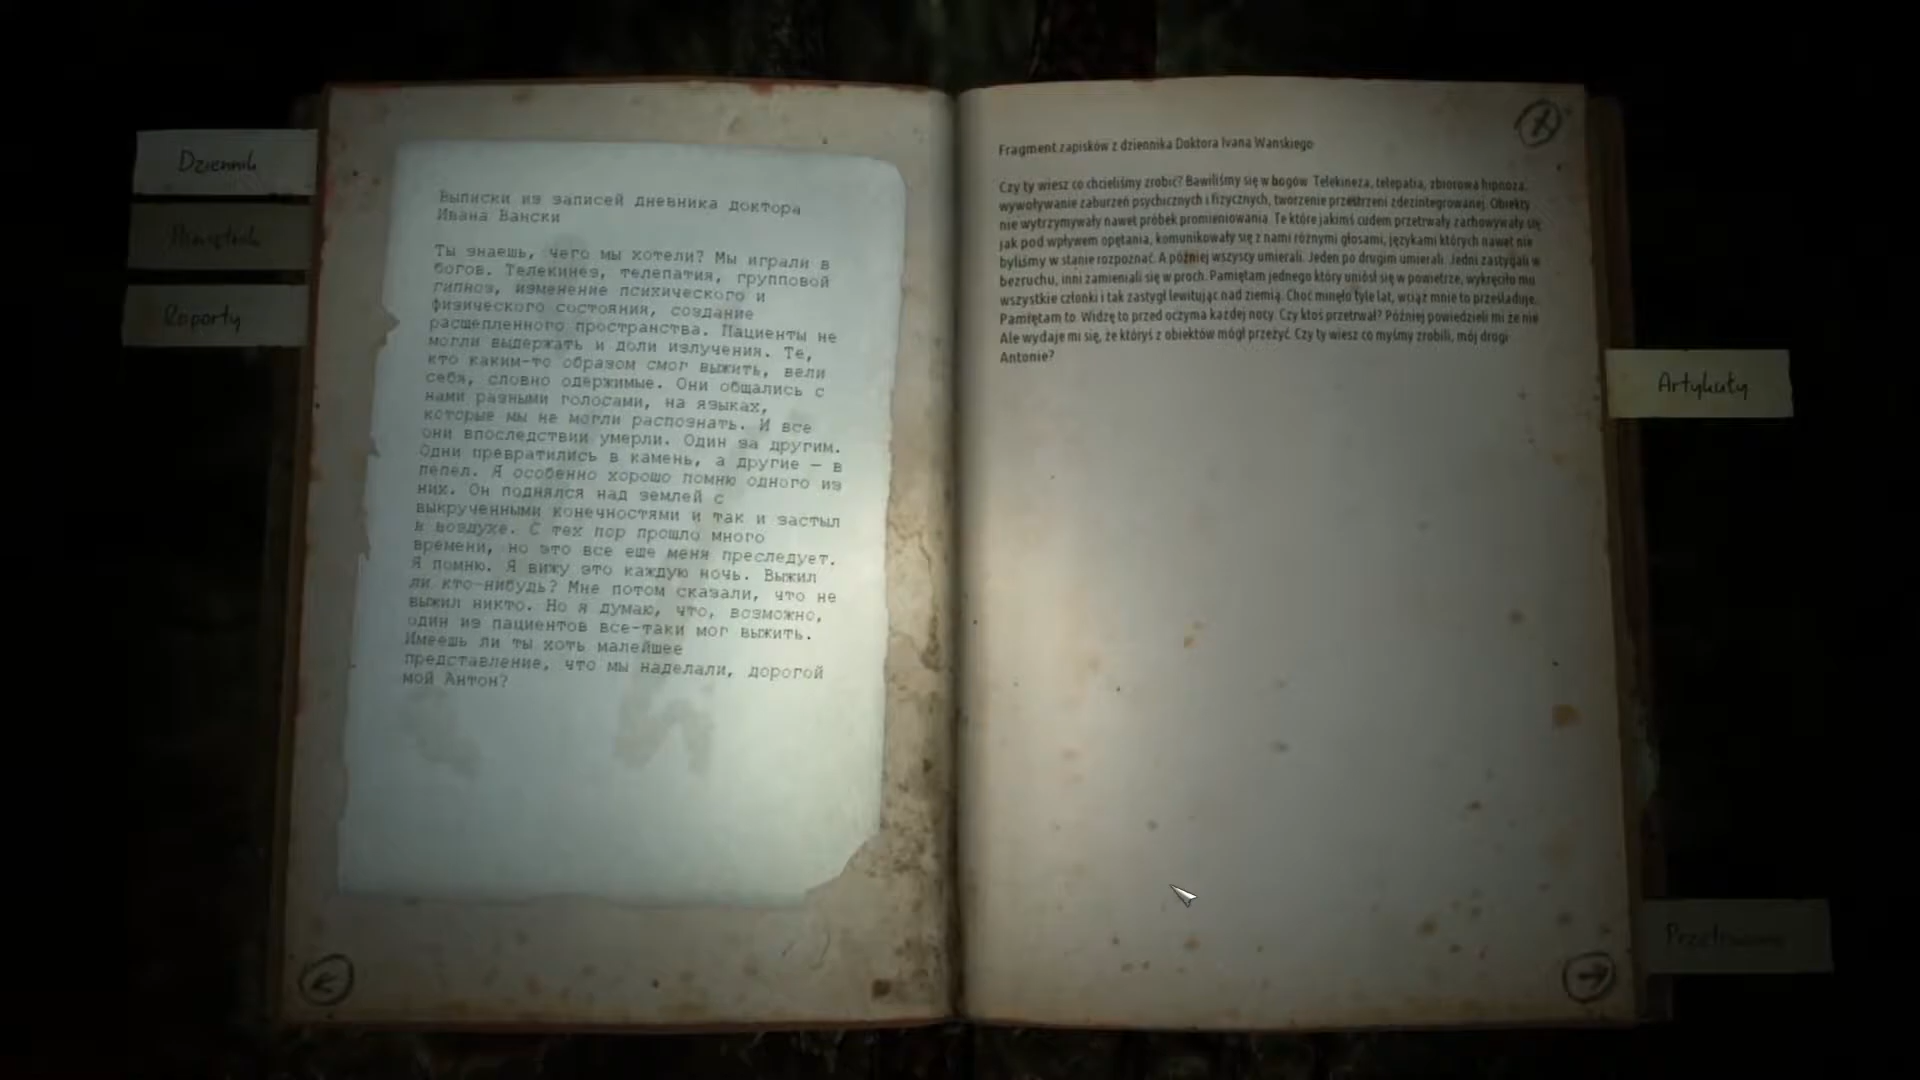 Dziennik
Raporty
Выписки из записей дневника доктора
Ивана Вански
Ты знаешь, чего мы хотели? Мы играли в
богов. Телекинез, телепатия, групповой
гипноз, изменение психического и
физического состояния, создание
расщепленного пространства. Пациенты не
могли выдержать и доли излучения. Те,
кто каким-то образом смог выжить, вели
себя, словно одержимые. Они общались с
нами разными голосами, на языках,
которые мы не могли распознать. И все
они впоследствии умерли. Один за другим.
Одни превратились в камень, а другие — в
пепел. Я особенно хорошо помню одного из
них. Он поднялся над землей с
выкрученными конечностями и так и застыл
в воздухе. С тех пор прошло много
времени, но это все еще меня преследует.
Я помню. Я вижу это каждую ночь. Выжил
ли кто-нибудь? Мне потом сказали, что не
выжил никто. Но я думаю, что, возможно,
один из пациентов все-таки мог выжить.
Имеешь ли ты хоть малейшее
представление, что мы наделали, дорогой
мой Антон?
Fragment zapisków z dziennika Doktora Ivana Wanskiego
Czy ty wiesz co chcieliśmy zrobić? Bawiliśmy się w bogów. Telekineza, telepatia, zbiorowa hipnoza,
wywoływanie zaburzeń psychicznych i fizycznych, tworzenie przestrzeni zdezintegrowanej. Obiekty
nie wytrzymywały nawet próbek promieniowania. Te które jakimś cudem przetrwały zachowywały się
jak pod wpływem opętania, komunikowały się z nami różnymi głosami, językami których nawet nie
byliśmy w stanie rozpoznać. A później wszyscy umierali. Jeden po drugim umierali. Jedni zastygali w
bezruchu, inni zamieniali się w proch. Pamiętam jednego który uniósł się w powietrze, wykręciło mu
wszystkie członki i tak zastygł lewitując nad ziemią. Choć minęło tyle lat, wciąż mnie to prześladuje.
Pamiętam to. Widzę to przed oczyma każdej nocy. Czy ktoś przetrwał? Później powiedzieli mi że nie.
Ale wydaje mi się, że któryś z obiektów mógł przeżyć. Czy ty wiesz co myśmy zrobili, mój drogi
Antonie?
Artykuły